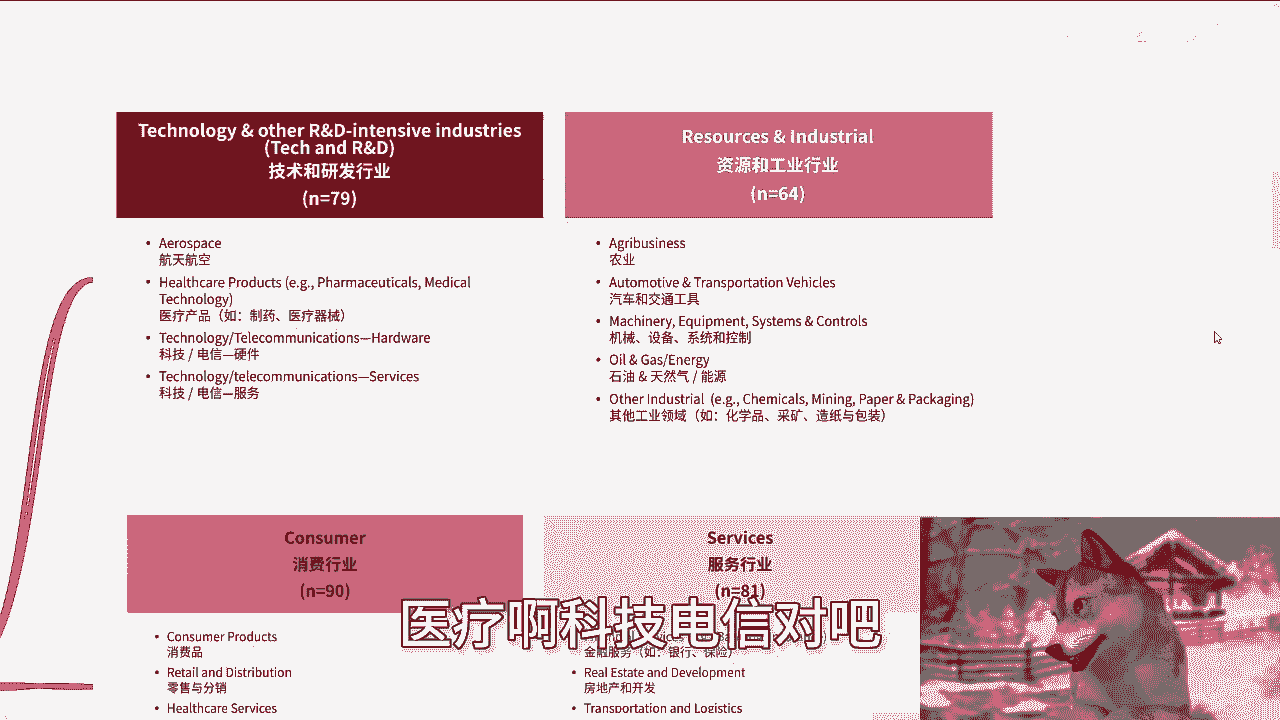 Technology & other R&D-intensive industries
(Tech and R&D)
技术和研发行业
(n=79)
• Aerospace
航天航空
• Healthcare Products (e.g., Pharmaceuticals, Medical
Technology)
医疗产品（如：制药、医疗器械）
• Technology/Telecommunications—Hardware
科技 / 电信—硬件
• Technology/telecommunications—Services
科技 / 电信—服务
Resources & Industrial
资源和工业行业
(n=64)
• Agribusiness
农业
• Automotive & Transportation Vehicles
汽车和交通工具
• Machinery, Equipment, Systems & Controls
机械、设备、系统和控制
• Oil & Gas/Energy
石油 & 天然气 / 能源
• Other Industrial (e.g., Chemicals, Mining, Paper & Packaging)
其他工业领域（如：化学品、采矿、造纸与包装）
Consumer
消费行业
(n=90)
• Consumer Products
消费品
• Retail and Distribution
零售与分销
• Healthcare Services
Services
服务行业
(n=81)
金融服务（如：银行、保险）
• Real Estate and Development
房地产和开发
• Transportation and Logistics
医疗啊科技电信对吧